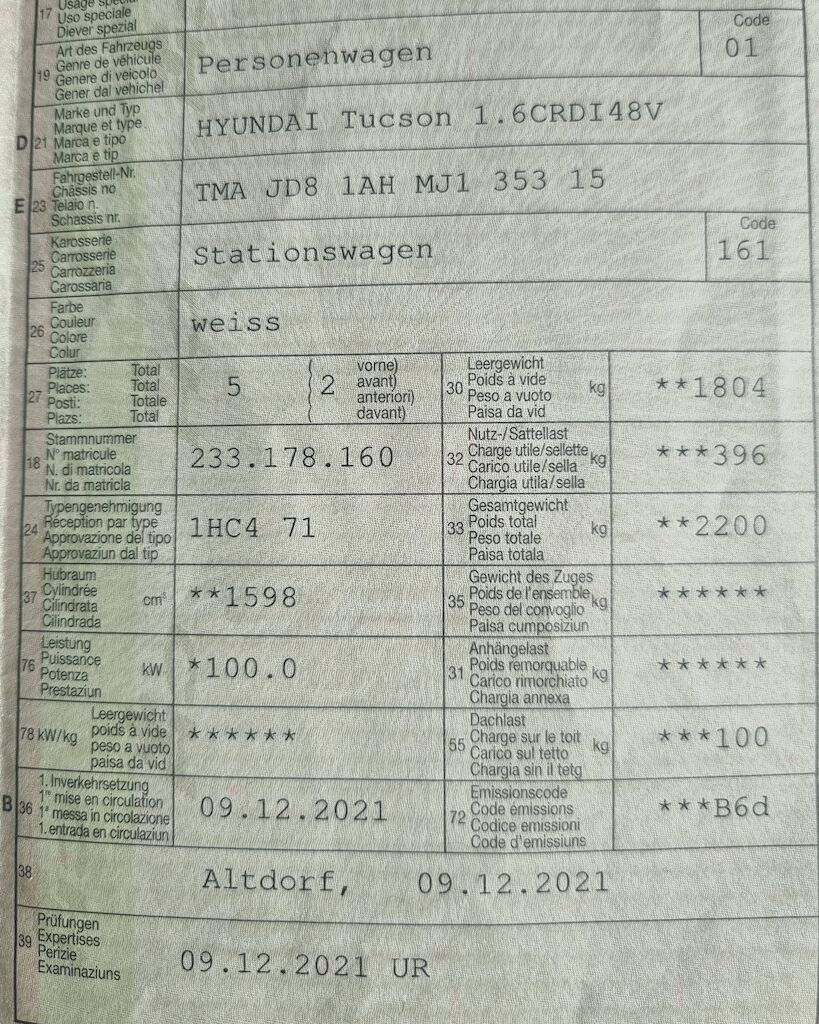 17 Usage spécial
Uso speciale
Diever spezial
19 Art des Fahrzeugs
Genre de véhicule
Genere di veicolo
Gener dal vehichel
Personenwagen
Code
01
D 21 Marke und Typ
Marque et type
Marca e tipo
Marca e tip
HYUNDAI Tucson 1.6CRDI48V
E 23 Fahrgestell-Nr.
Châssis no
Telaio n.
Schassis nr.
TMA JD8 1AH MJ1 353 15
25 Karosserie
Carrosserie
Carrozzeria
Carossaria
Stationswagen
Code
161
26 Farbe
Couleur
Colore
Colur
weiss
27 Plätze: Total
Places: Total
Posti: Totale
Plazs: Total
5
( 2 vorne)
( avant)
( anteriori)
( davant)
30 Leergewicht
Poids à vide
Peso a vuoto
Paisa da vid
kg
**1804
18 Stammnummer
N° matricule
N. di matricola
Nr. da matricla
233.178.160
32 Nutz-/Sattellast
Charge utile/sellette
Carico utile/sella
Chargia utila/sella
kg
***396
24 Typengenehmigung
Réception par type
Approvazione del tipo
Approvaziun dal tip
1HC4 71
33 Gesamtgewicht
Poids total
Peso totale
Paisa totala
kg
**2200
37 Hubraum
Cylindrée
Cilindrata
Cilindrada
cm³
**1598
35 Gewicht des Zuges
Poids de l'ensemble
Peso del convoglio
Paisa cumposiziun
kg
******
76 Leistung
Puissance
Potenza
Prestaziun
kW
*100.0
31 Anhängelast
Poids remorquable
Carico rimorchiato
Chargia annexa
kg
******
78 kW/kg Leergewicht
poids à vide
peso a vuoto
paisa da vid
******
55 Dachlast
Charge sur le toit
Carico sul tetto
Chargia sin il tetg
kg
***100
B 36 1. Inverkehrsetzung
1re mise en circulation
1a messa in circolazione
1. entrada en circulaziun
09.12.2021
72 Emissionscode
Code émissions
Codice emissioni
Code d'emissiuns
***B6d
38
Altdorf, 09.12.2021
39 Prüfungen
Expertises
Perizie
Examinaziuns
09.12.2021 UR